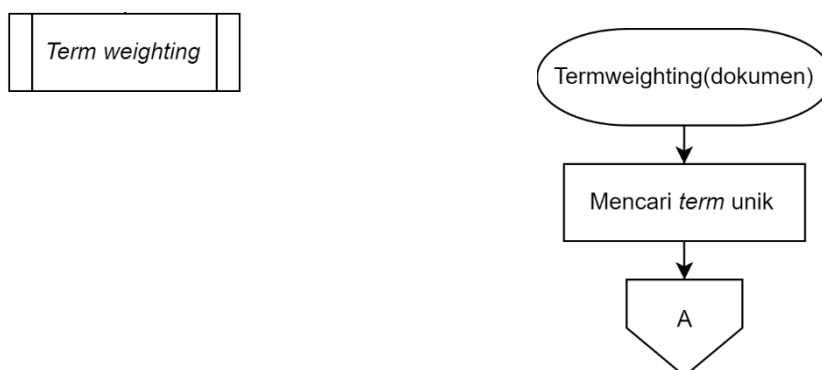 Term weighting
Termweighting(dokumen)
Mencari term unik
A